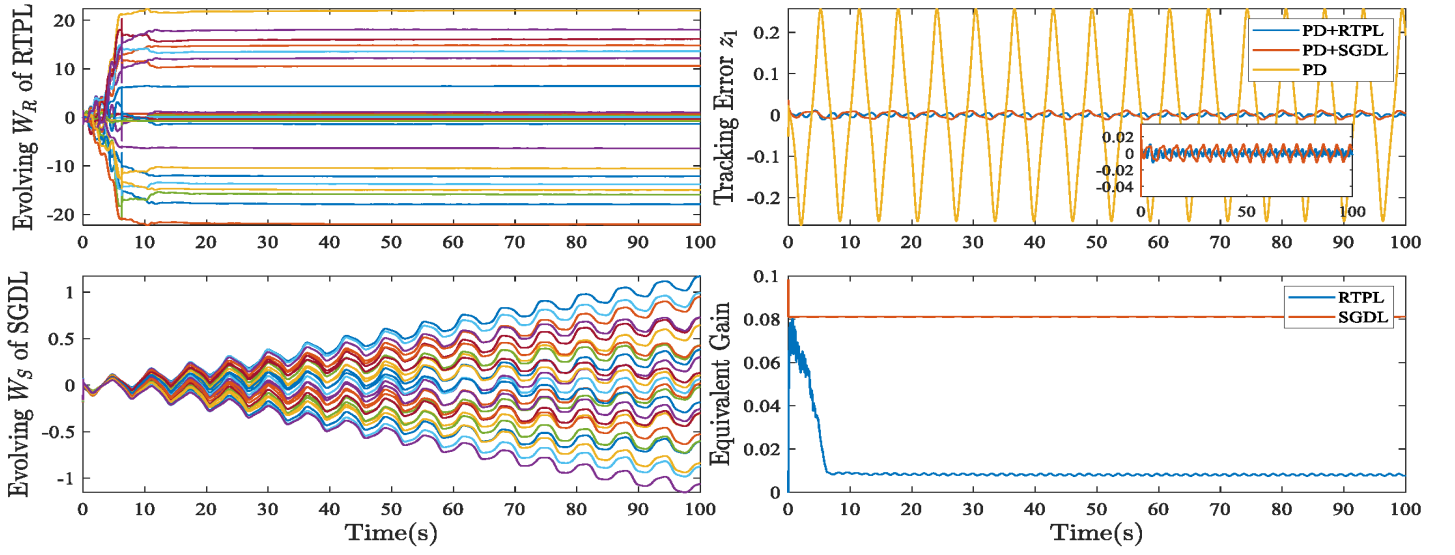 Evolving W_R of RTPL
20
10
0
-10
-20
0 10 20 30 40 50 60 70 80 90 100
Tracking Error z_1
0.2
0.1
0
-0.1
-0.2
PD+RTPL
PD+SGDL
PD
0.02
0
-0.02
-0.04
0 50 100
0 10 20 30 40 50 60 70 80 90 100
Evolving W_S of SGDL
1
0.5
0
-0.5
-1
0 10 20 30 40 50 60 70 80 90 100
Time(s)
Equivalent Gain
0.1
0.08
0.06
0.04
0.02
0
RTPL
SGDL
0 10 20 30 40 50 60 70 80 90 100
Time(s)